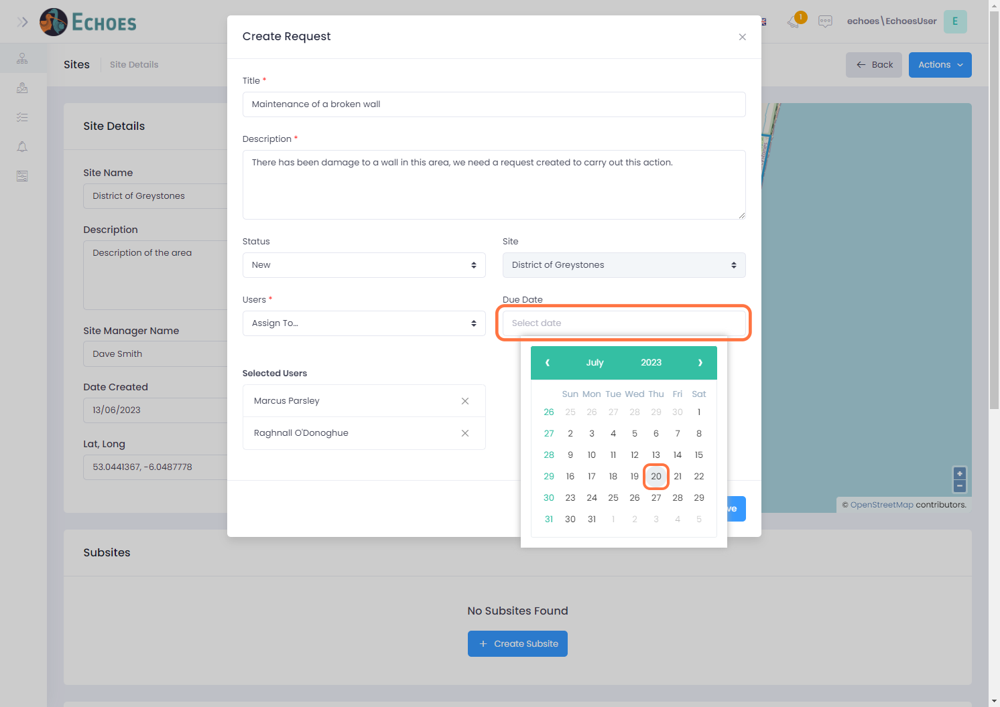 ECHOES
1
echoes\EchoesUser
E
Sites
Site Details
Back
Actions
Create Request
Title *
Maintenance of a broken wall
Description *
There has been damage to a wall in this area, we need a request created to carry out this action.
Status
Site
New
District of Greystones
Users *
Due Date
Assign To...
Select date
Selected Users
Marcus Parsley
Raghnall O'Donoghue
‹ July 2023 ›
Sun Mon Tue Wed Thu Fri Sat
26 25 26 27 28 29 30 1
27 2 3 4 5 6 7 8
28 9 10 11 12 13 14 15
29 16 17 18 19 20 21 22
30 23 24 25 26 27 28 29
31 30 31 1 2 3 4 5
ve
Site Details
Site Name
District of Greystones
Description
Description of the area
Site Manager Name
Dave Smith
Date Created
13/06/2023
Lat, Long
53.0441367, -6.0487778
+
−
© OpenStreetMap contributors.
Subsites
No Subsites Found
+ Create Subsite